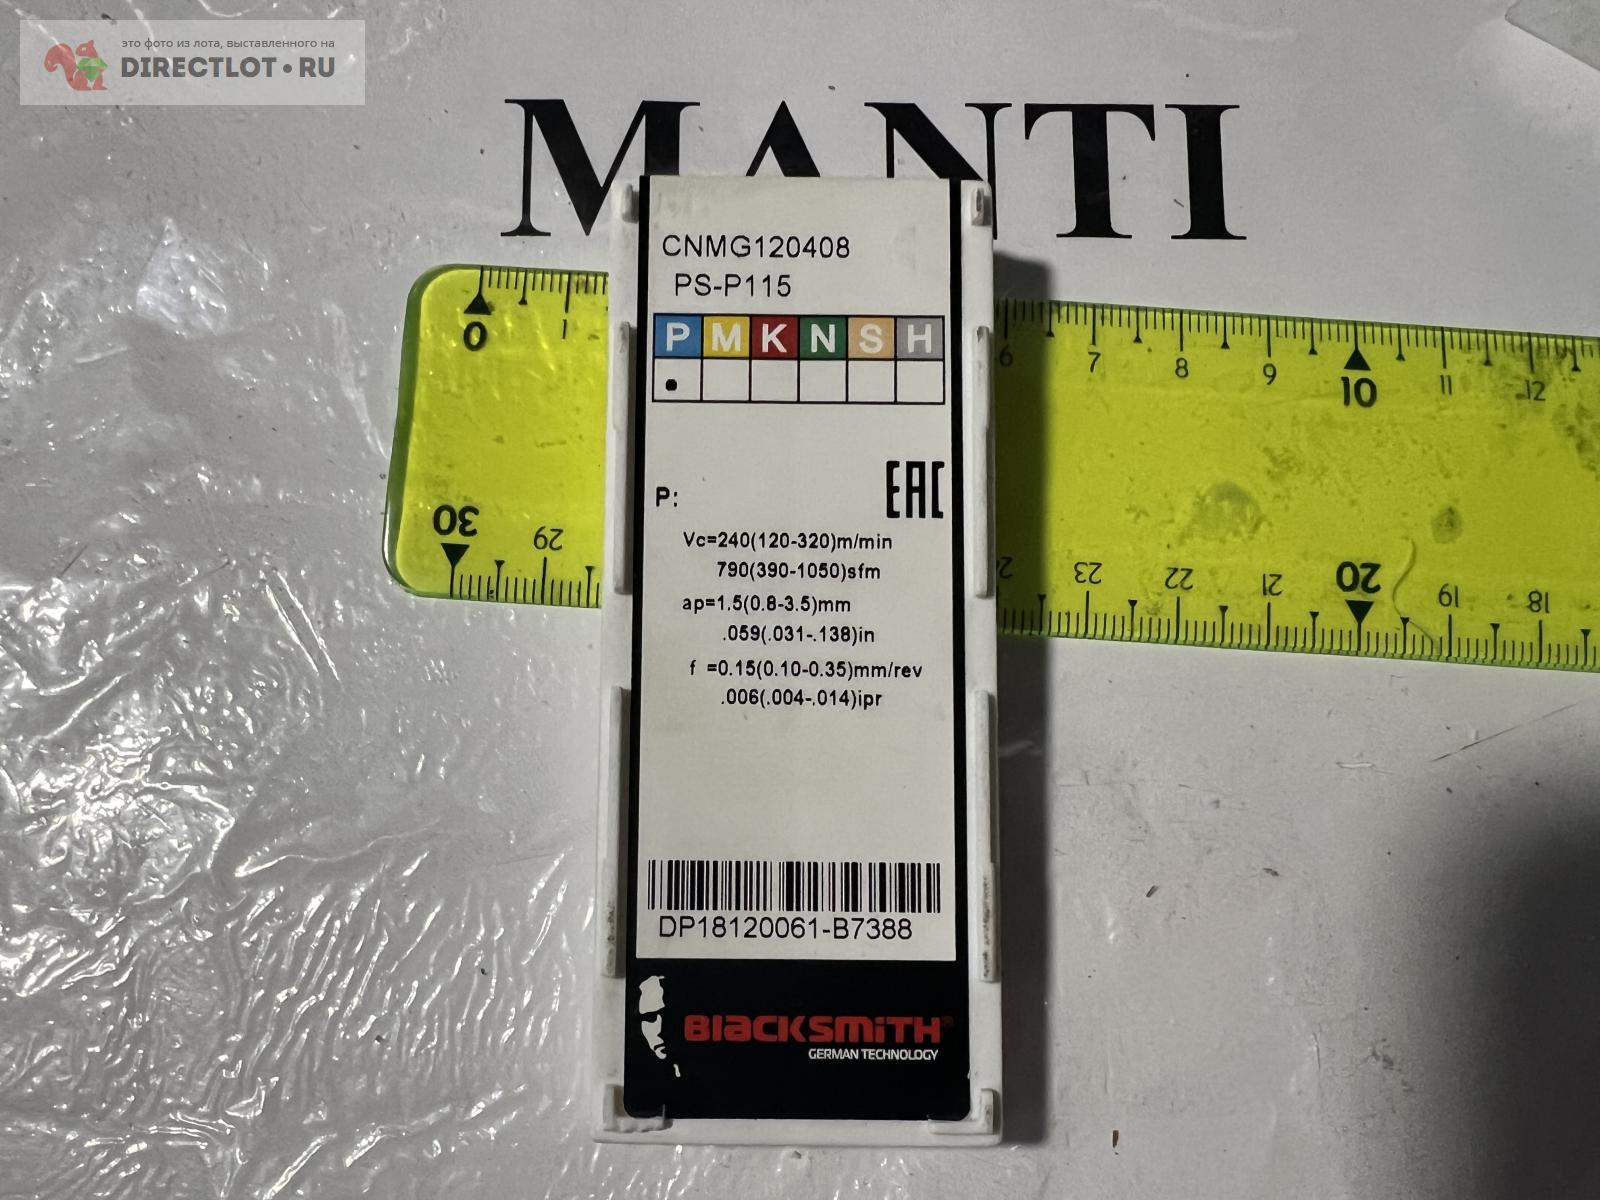 это фото из лота, выставленного на
DIRECTLOT•RU
MANTI
CNMG120408
PS-P115
P M K N S H
•
EAC
P:
Vc=240(120-320)m/min
790(390-1050)sfm
ap=1.5(0.8-3.5)mm
.059(.031-.138)in
f =0.15(0.10-0.35)mm/rev
.006(.004-.014)ipr
DP18120061-B7388
BlackSmith®
GERMAN TECHNOLOGY
0 1 6 7 8 9 10 11 12
30 29 23 22 21 20 19 18